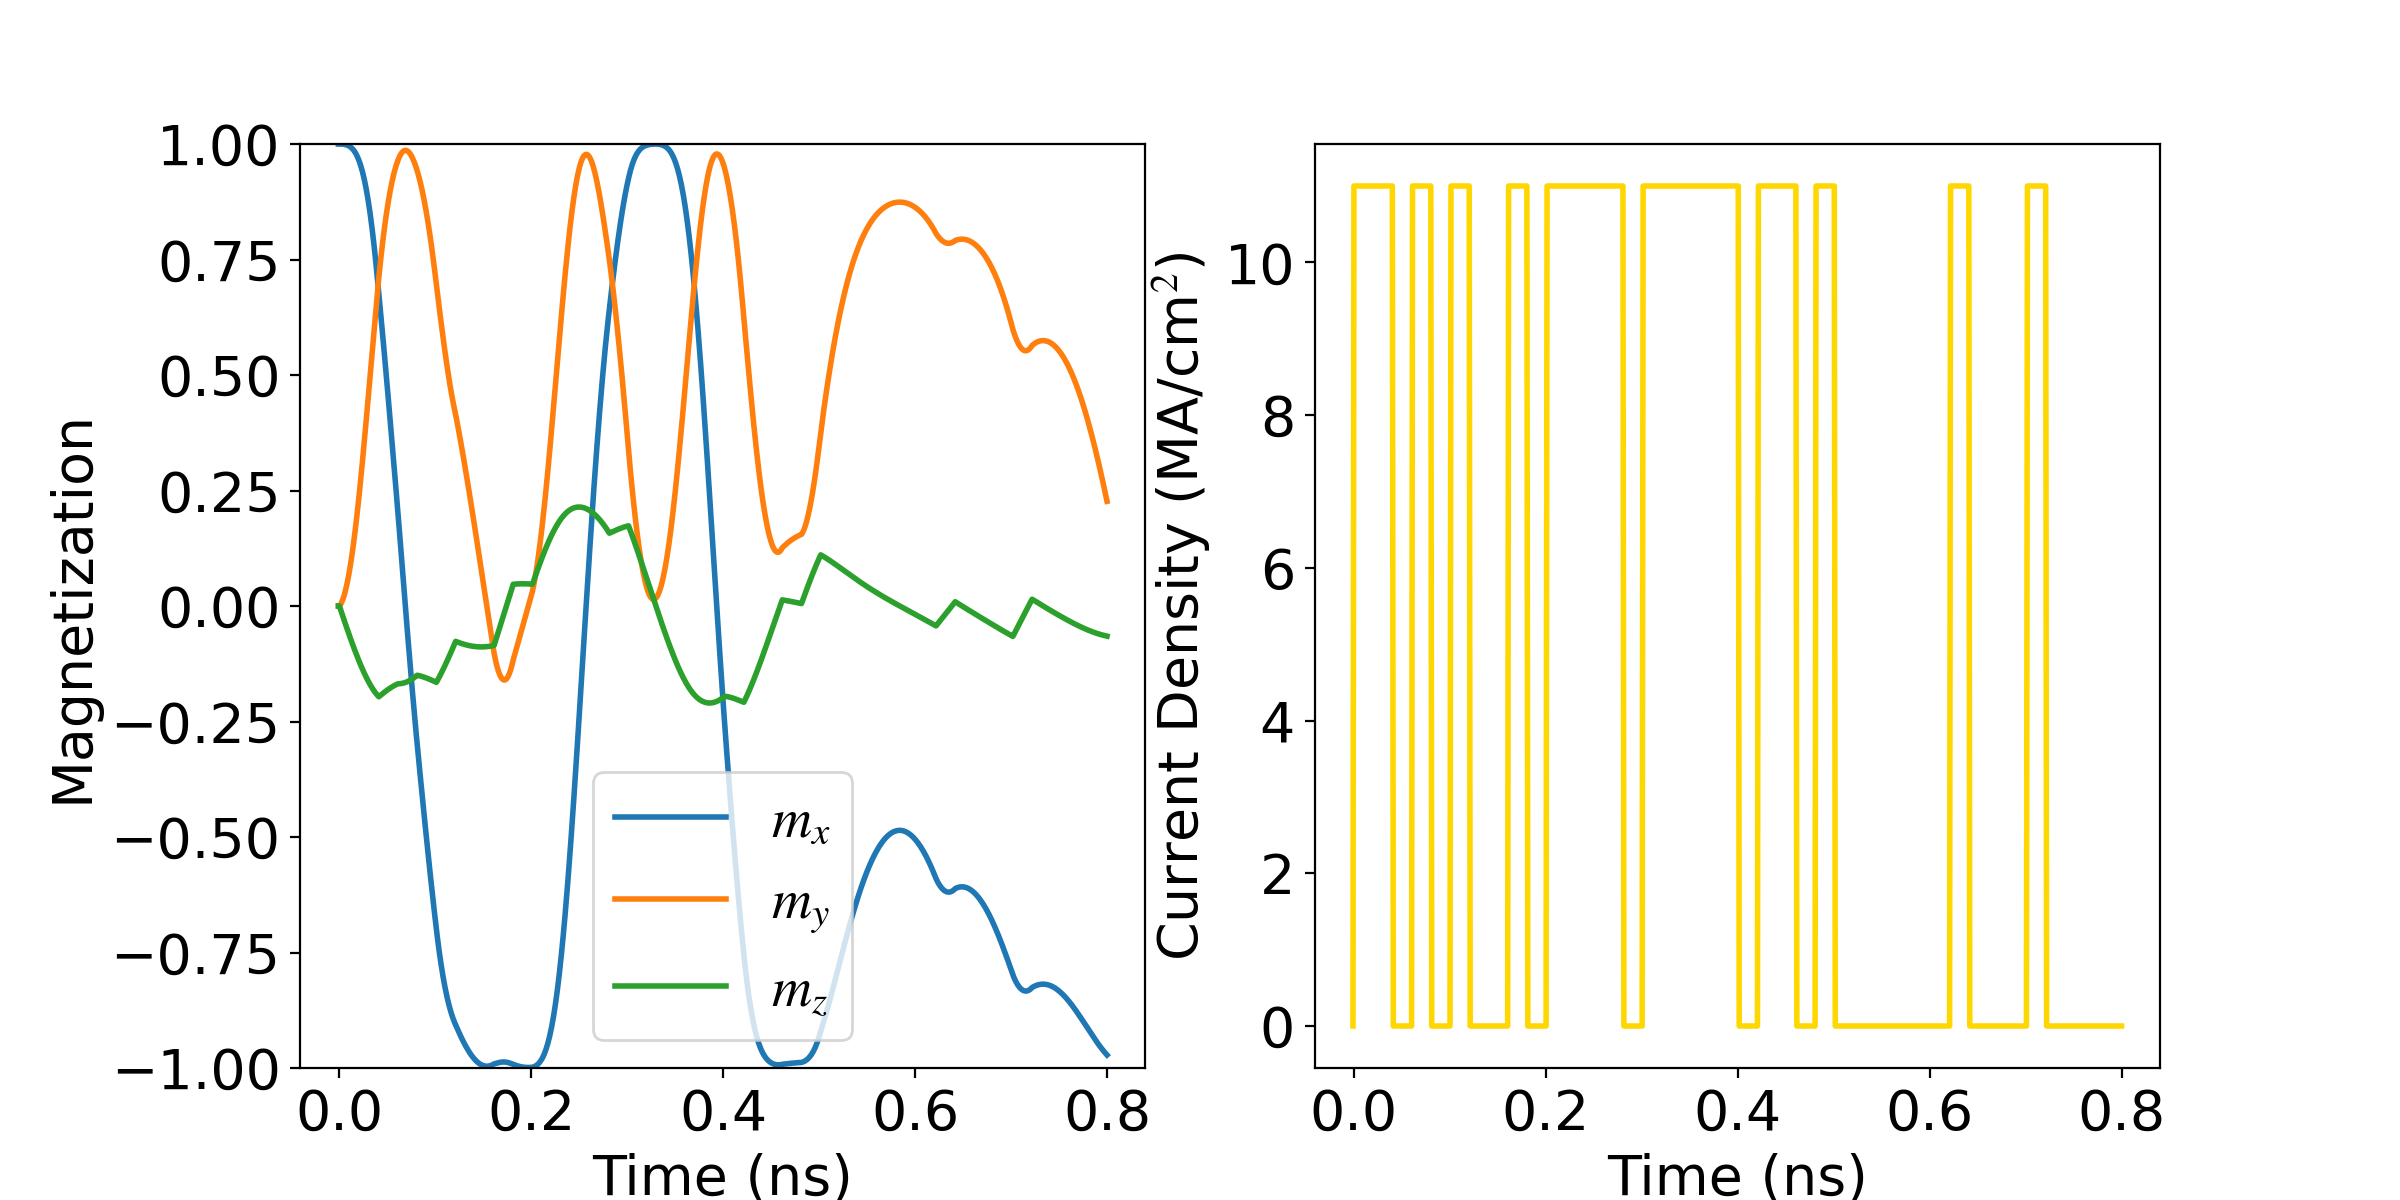 Magnetization
1.00
0.75
0.50
0.25
0.00
−0.25
−0.50
−0.75
−1.00
m_x
m_y
m_z
0.0 0.2 0.4 0.6 0.8
Time (ns)
Current Density (MA/cm²)
10
8
6
4
2
0
0.0 0.2 0.4 0.6 0.8
Time (ns)